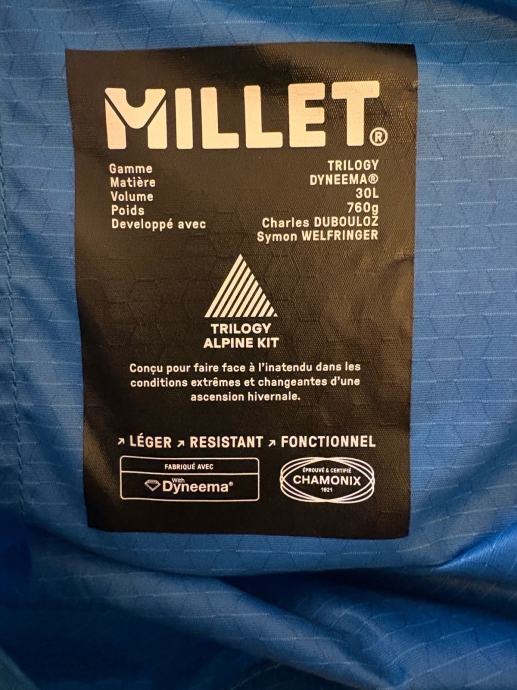 MILLET®
Gamme TRILOGY
Matière DYNEEMA®
Volume 30L
Poids 760g
Developpé avec Charles DUBOULOZ
Symon WELFRINGER
TRILOGY
ALPINE KIT
Conçu pour faire face à l'inatendu dans les
conditions extrêmes et changeantes d'une
ascension hivernale.
↗ LÉGER ↗ RESISTANT ↗ FONCTIONNEL
FABRIQUÉ AVEC
With
Dyneema®
ÉPROUVÉ & CERTIFIÉ
CHAMONIX
1921